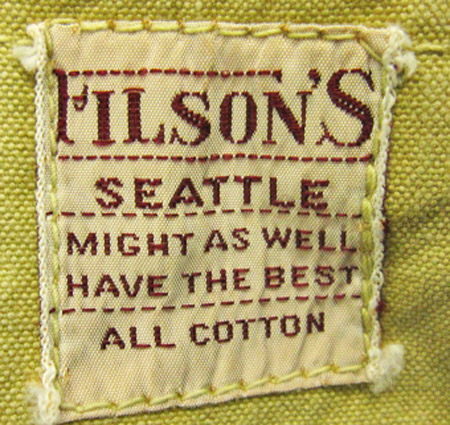 FILSON'S
SEATTLE
MIGHT AS WELL
HAVE THE BEST
ALL COTTON